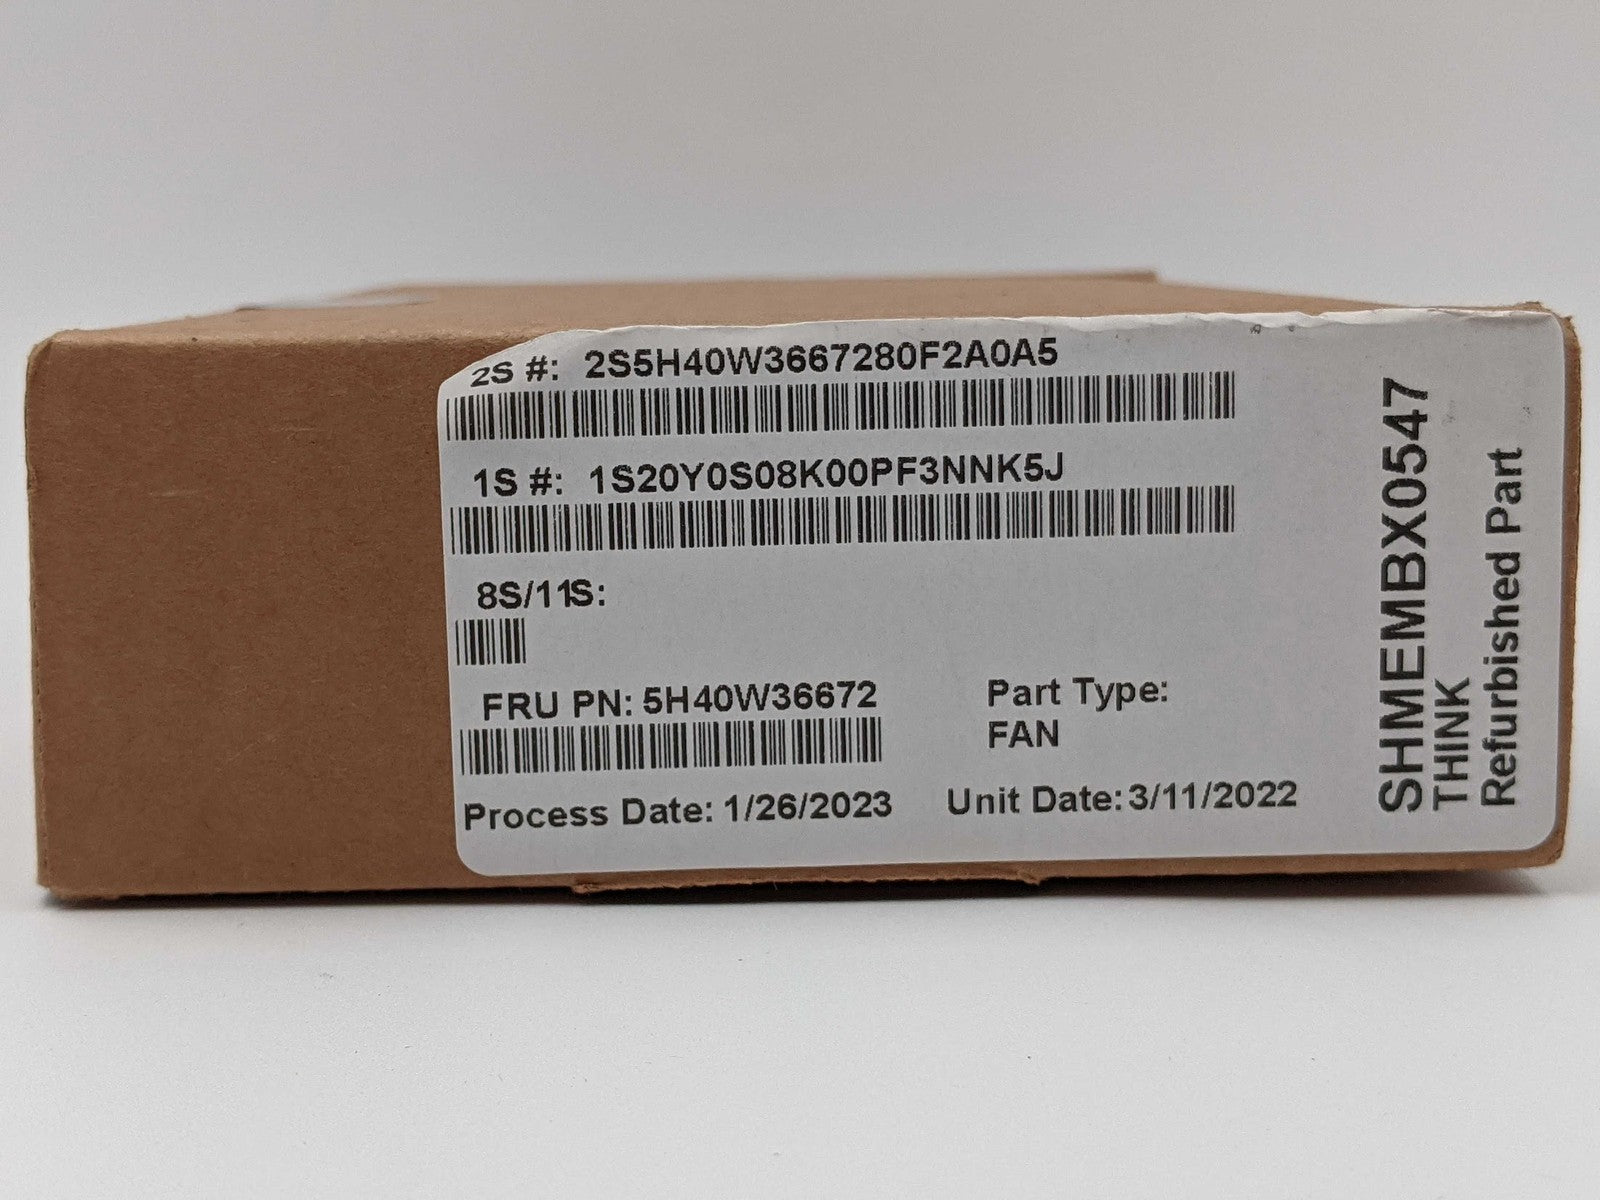 2S #: 2S5H40W3667280F2A0A5
1S #: 1S20Y0S08K00PF3NNK5J
8S/11S:
FRU PN: 5H40W36672
Part Type:
FAN
Process Date: 1/26/2023
Unit Date: 3/11/2022
SHMEMBX0547
THINK
Refurbished Part